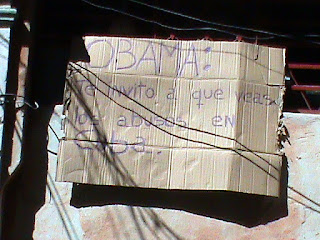 OBAMA:
Te invito a que veas
los abusos en
Cuba.